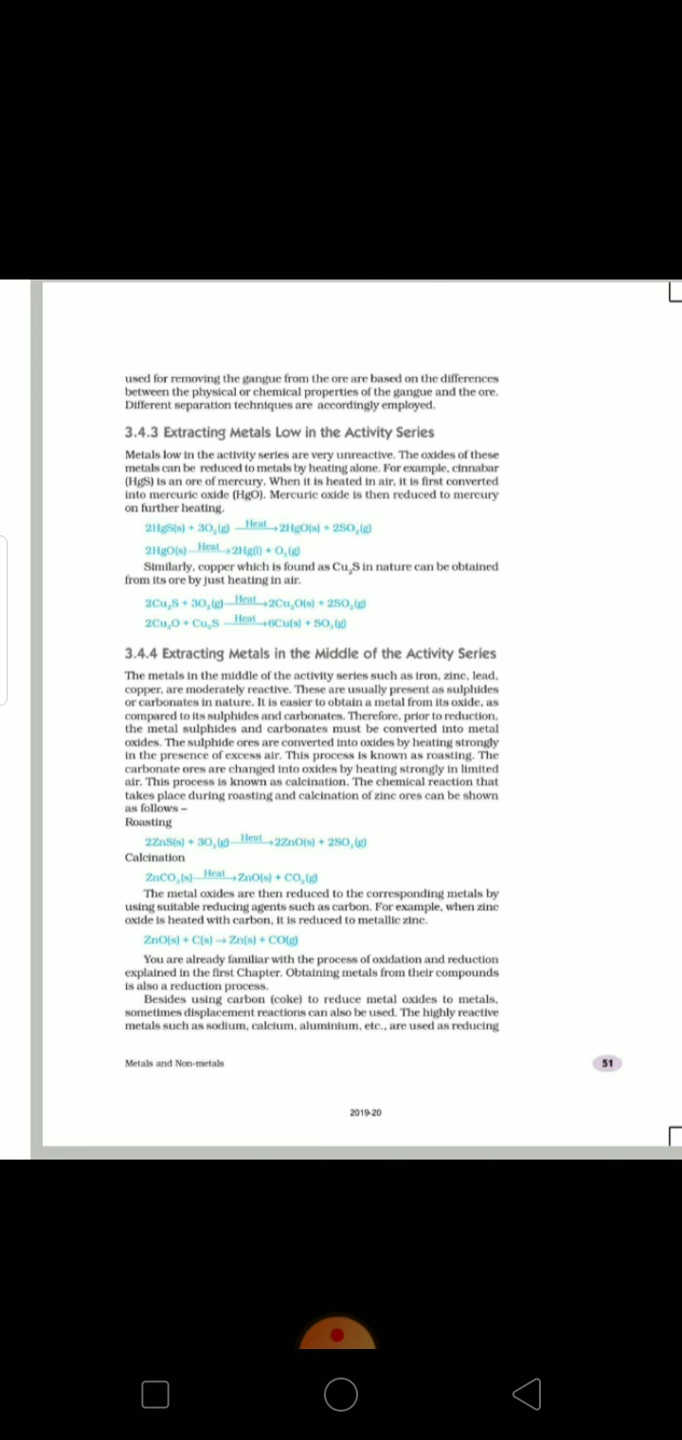 used for removing the gangue from the ore are based on the differences
between the physical or chemical properties of the gangue and the ore.
Different separation techniques are accordingly employed.
3.4.3 Extracting Metals Low in the Activity Series
Metals low in the activity series are very unreactive. The oxides of these
metals can be reduced to metals by heating alone. For example, cinnabar
(HgS) is an ore of mercury. When it is heated in air, it is first converted
into mercuric oxide (HgO). Mercuric oxide is then reduced to mercury
on further heating.
2HgS(s) + 3O₂(g) —Heat→ 2HgO(s) + 2SO₂(g)
2HgO(s) —Heat→ 2Hg(l) + O₂(g)
Similarly, copper which is found as Cu₂S in nature can be obtained
from its ore by just heating in air.
2Cu₂S + 3O₂(g) —Heat→ 2Cu₂O(s) + 2SO₂(g)
2Cu₂O + Cu₂S —Heat→ 6Cu(s) + SO₂(g)
3.4.4 Extracting Metals in the Middle of the Activity Series
The metals in the middle of the activity series such as iron, zinc, lead,
copper, are moderately reactive. These are usually present as sulphides
or carbonates in nature. It is easier to obtain a metal from its oxide, as
compared to its sulphides and carbonates. Therefore, prior to reduction,
the metal sulphides and carbonates must be converted into metal
oxides. The sulphide ores are converted into oxides by heating strongly
in the presence of excess air. This process is known as roasting. The
carbonate ores are changed into oxides by heating strongly in limited
air. This process is known as calcination. The chemical reaction that
takes place during roasting and calcination of zinc ores can be shown
as follows –
Roasting
2ZnS(s) + 3O₂(g) —Heat→ 2ZnO(s) + 2SO₂(g)
Calcination
ZnCO₃(s) —Heat→ ZnO(s) + CO₂(g)
The metal oxides are then reduced to the corresponding metals by
using suitable reducing agents such as carbon. For example, when zinc
oxide is heated with carbon, it is reduced to metallic zinc.
ZnO(s) + C(s) → Zn(s) + CO(g)
You are already familiar with the process of oxidation and reduction
explained in the first Chapter. Obtaining metals from their compounds
is also a reduction process.
Besides using carbon (coke) to reduce metal oxides to metals,
sometimes displacement reactions can also be used. The highly reactive
metals such as sodium, calcium, aluminium, etc., are used as reducing
Metals and Non-metals
51
2019-20